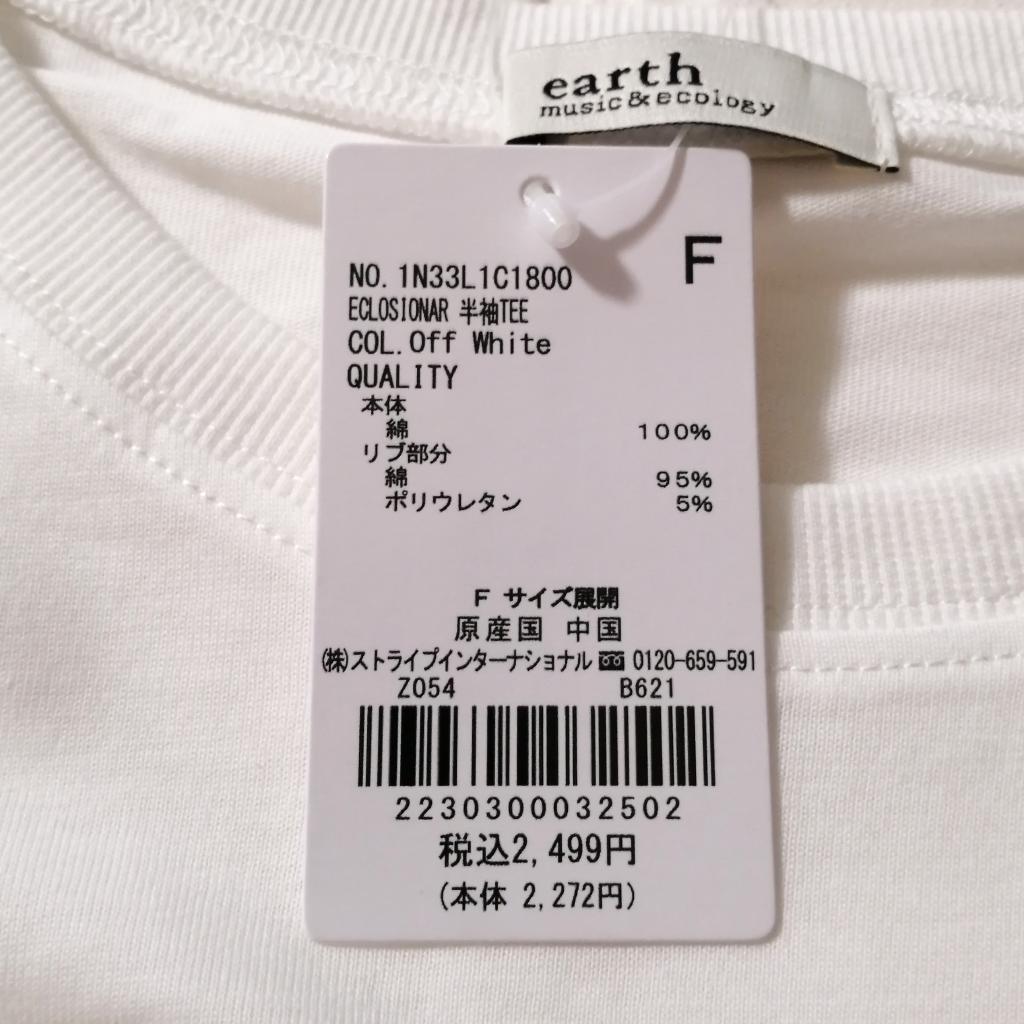 earth
music&ecology
F
NO. 1N33L1C1800
ECLOSIONAR 半袖TEE
COL.Off White
QUALITY
本体
綿 100%
リブ部分
綿 95%
ポリウレタン 5%
F サイズ展開
原産国 中国
(株)ストライプインターナショナル 0120-659-591
Z054 B621
2230300032502
税込2,499円
(本体 2,272円)